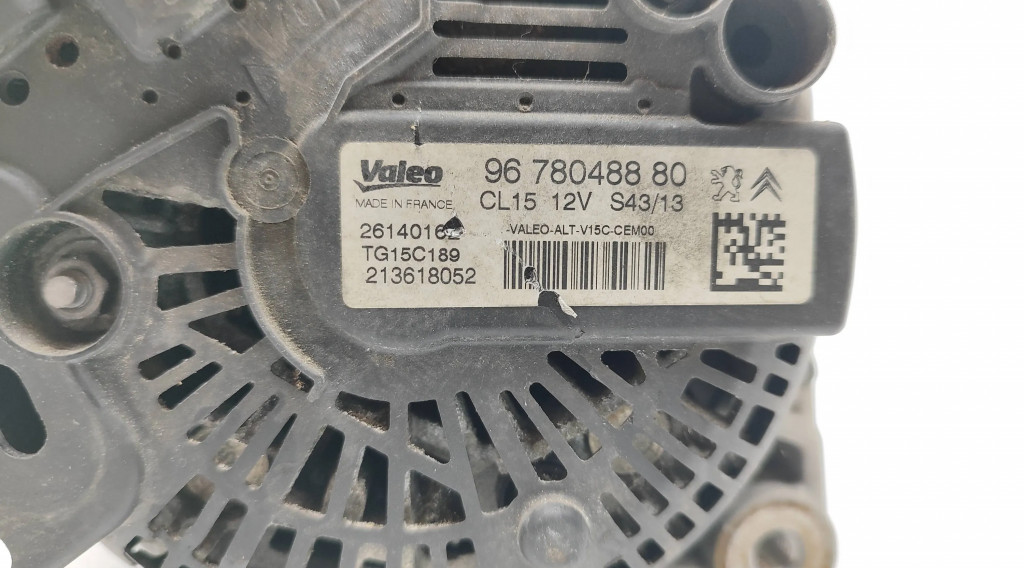 Valeo 96 780488 80
MADE IN FRANCE CL15 12V S43/13
-VALEO-ALT-V15C-CEM00
TG15C189
213618052